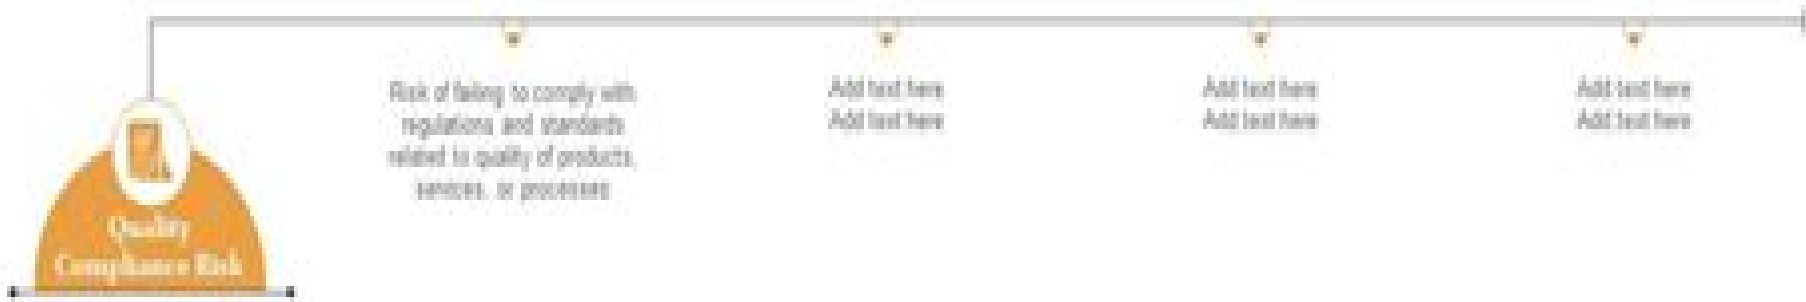 Risk of failing to comply with
regulations and standards
related to quality of products,
services, or processes
Add text here
Add text here
Add text here
Add text here
Add text here
Add text here
Quality
Compliance Risk